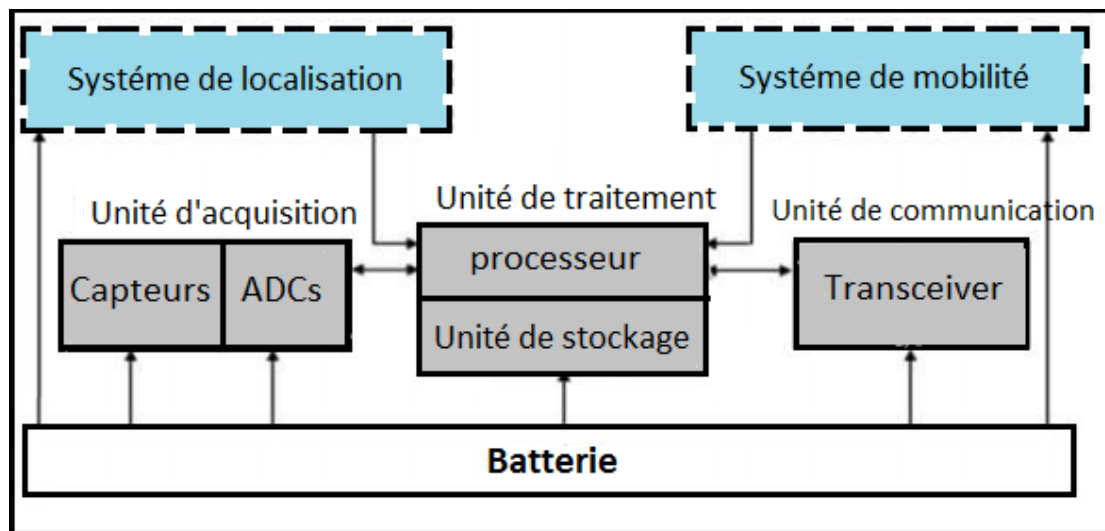 Systéme de localisation
Systéme de mobilité
Unité d'acquisition
Unité de traitement
Unité de communication
Capteurs
ADCs
processeur
Unité de stockage
Transceiver
Batterie